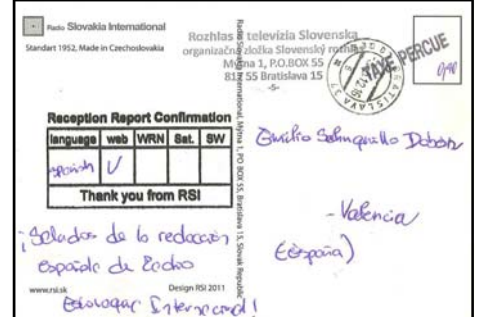 Radio Slovakia International
Standart 1952, Made in Czechoslovakia
Rozhlas a televízia Slovenska
organizačná zložka Slovenský rozhlas
Mýtna 1, P.O.BOX 55
817 55 Bratislava 15
-5-
BRATISLAVA
TAXE PERCUE
Reception Report Confirmation
language web WRN Sat. SW
spanish V
Thank you from RSI
Radio Slovakia International, Mýtna 1, PO BOX 55, Bratislava 15, Slovak Republic
Emilio
- Valencia
(España)
¡Saludos de la redacción
española de Radio
Eslovaquia Internacional!
www.rsi.sk
Design RSI 2011